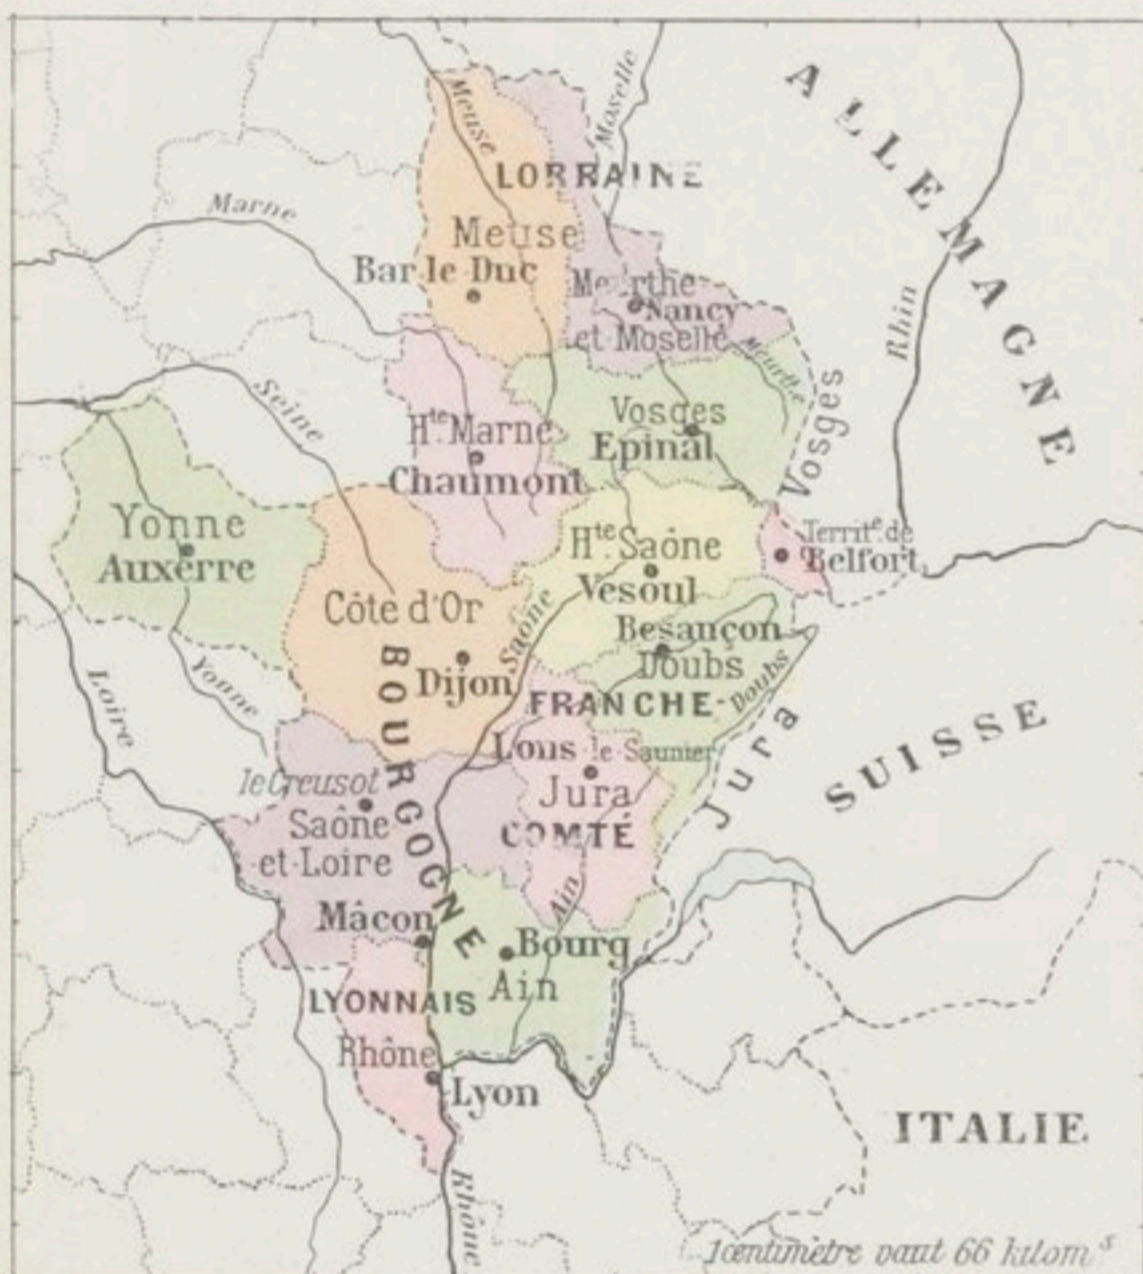 ALLEMAGNE
Meuse
Moselle
LORRAINE
Marne
Meuse
Bar le Duc
Meurthe
Nancy
et Moselle
Meurthe
Rhin
Vosges
Seine
Vosges
Epinal
Hte. Marne
Chaumont
Yonne
Auxerre
Hte. Saône
Vesoul
Territe. de
Belfort
Côte d'Or
Saône
Besançon
Doubs
Dijon
BOURGOGNE
FRANCHE-
Doubs
Loire
Yonne
Jura
SUISSE
Lons le Saunier
Jura
COMTÉ
le Creusot
Saône
-et-Loire
Mâcon
Ain
Bourg
Ain
LYONNAIS
Rhône
Lyon
Rhône
ITALIE
1 centimètre vaut 66 kilom s